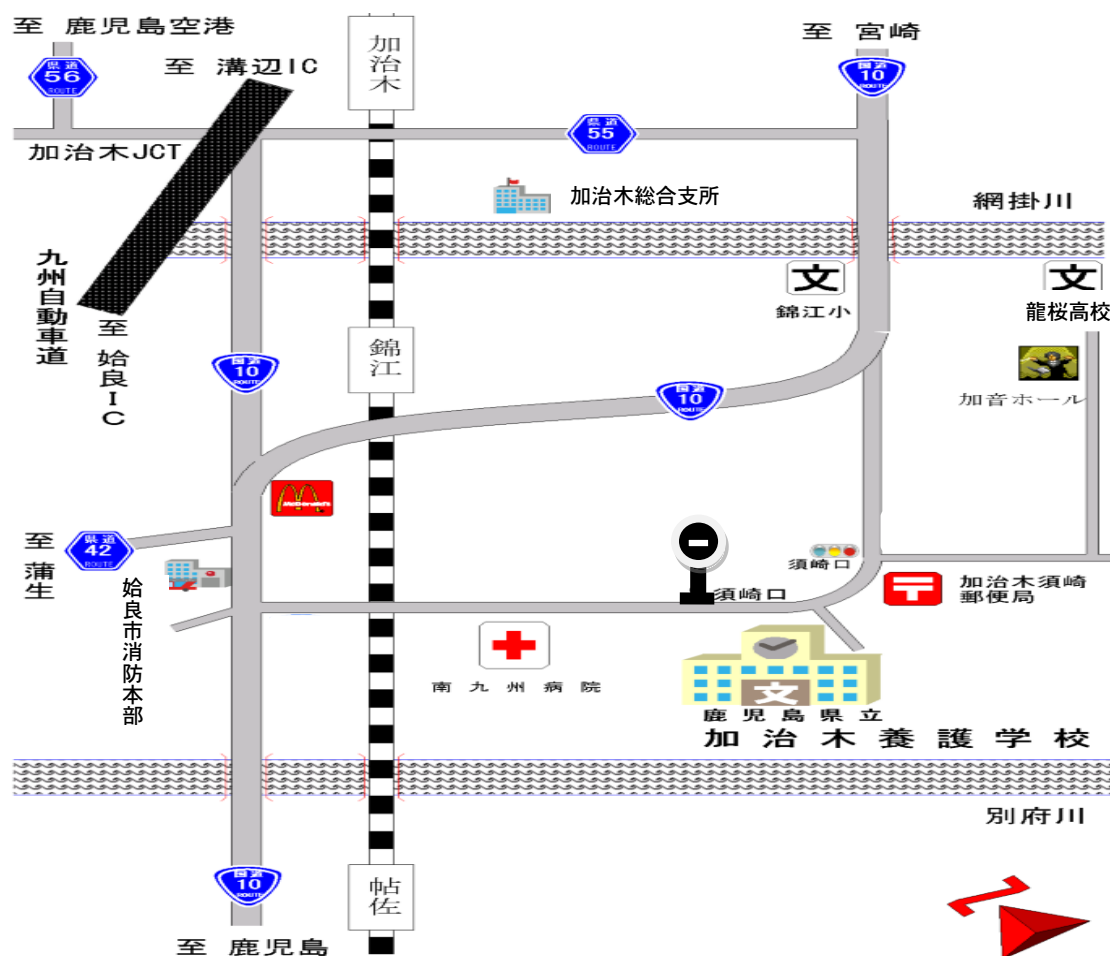 至 鹿児島空港
至 宮崎
加治木
県道
56
ROUTE
至 溝辺IC
国道
10
ROUTE
県道
55
ROUTE
加治木JCT
加治木総合支所
網掛川
九州自動車道
文
錦江小
文
龍桜高校
至 姶良IC
国道
10
ROUTE
錦江
国道
10
ROUTE
加音ホール
McDonald's
至 蒲生
県道
42
ROUTE
須崎口
姶良市消防本部
須崎口
加治木須崎
郵便局
南九州病院
文
鹿児島県立
加治木養護学校
別府川
国道
10
ROUTE
帖佐
至 鹿児島